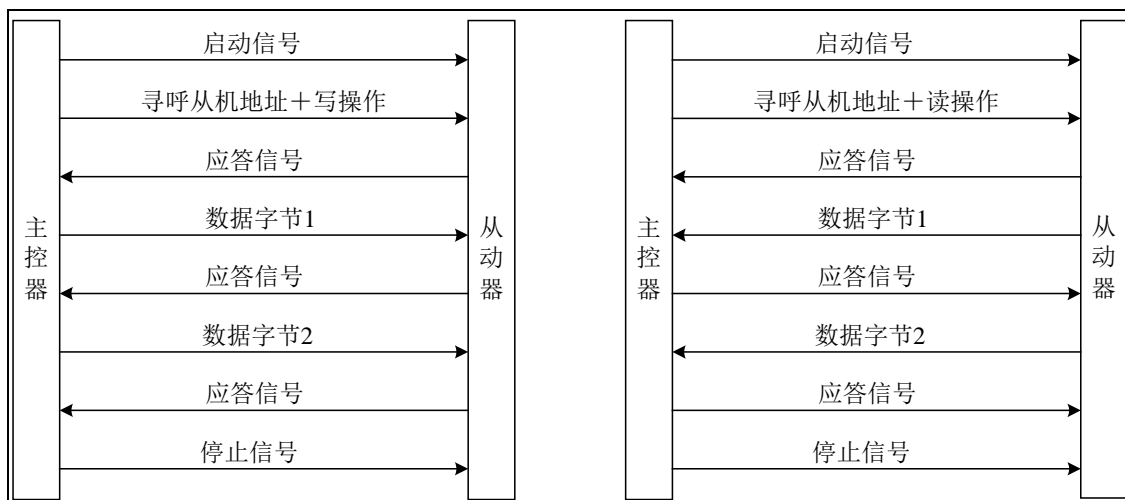 主控器
启动信号
寻呼从机地址＋写操作
应答信号
数据字节1
应答信号
数据字节2
应答信号
停止信号
从动器
主控器
启动信号
寻呼从机地址＋读操作
应答信号
数据字节1
应答信号
数据字节2
应答信号
停止信号
从动器